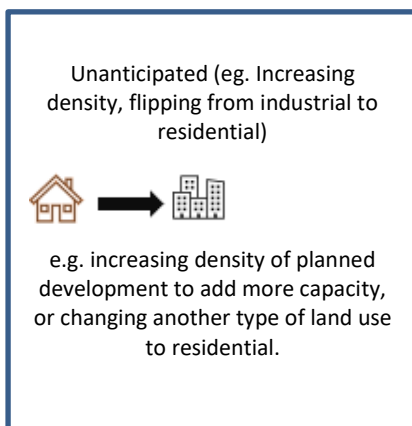 Unanticipated (eg. Increasing
density, flipping from industrial to
residential)
e.g. increasing density of planned
development to add more capacity,
or changing another type of land use
to residential.